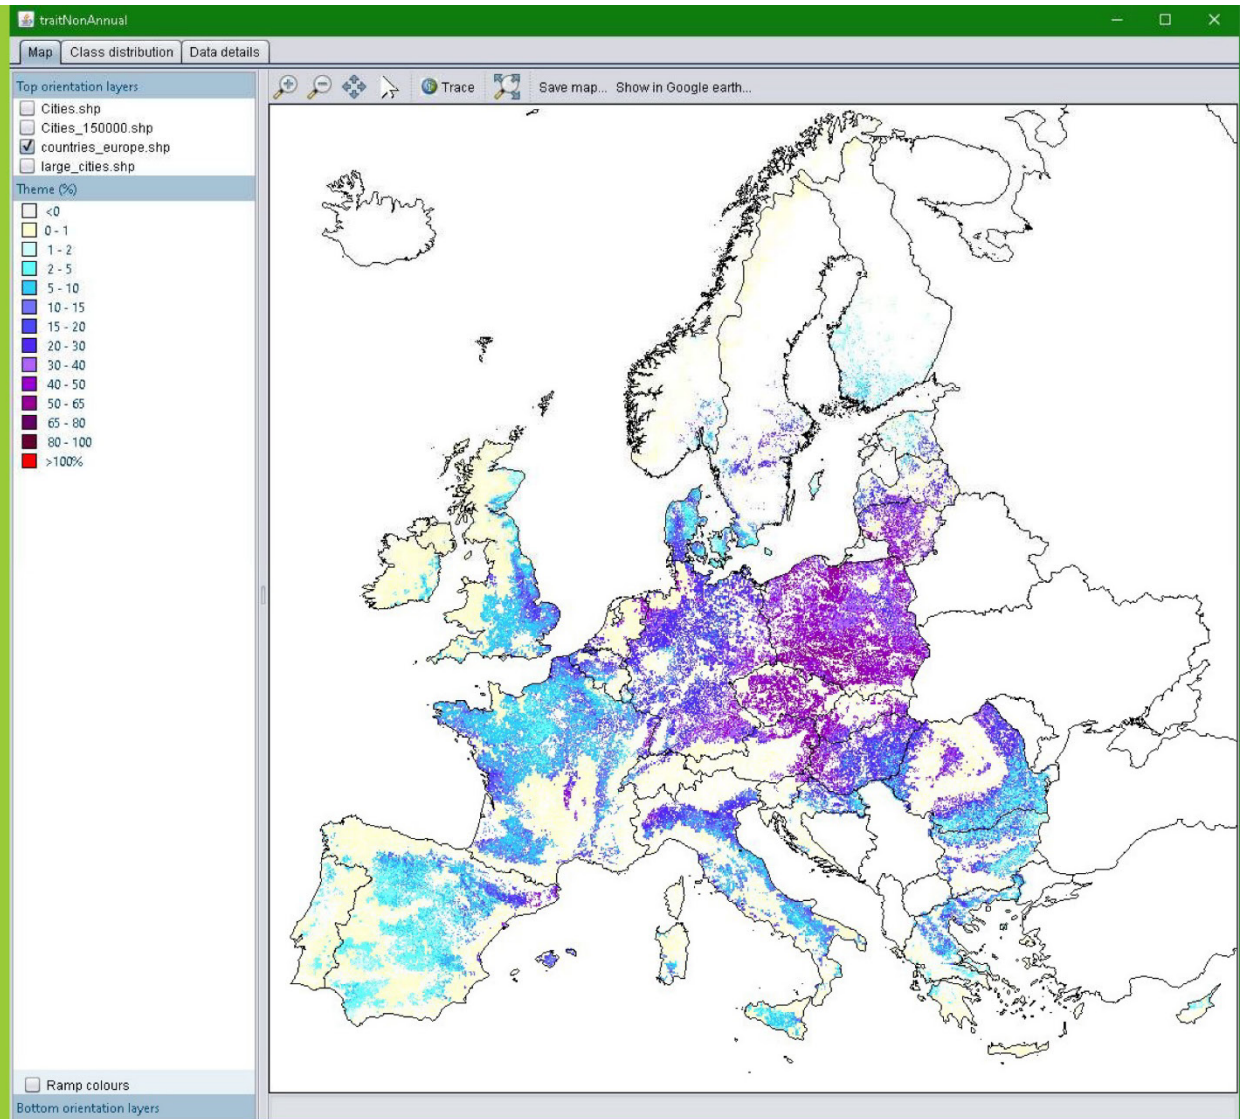 traitNonAnnual
Map Class distribution Data details
Top orientation layers
Cities.shp
Cities_150000.shp
countries_europe.shp
large_cities.shp
Theme (%)
<0
0 - 1
1 - 2
2 - 5
5 - 10
10 - 15
15 - 20
20 - 30
30 - 40
40 - 50
50 - 65
65 - 80
80 - 100
>100%
Ramp colours
Bottom orientation layers
Trace Save map... Show in Google earth...